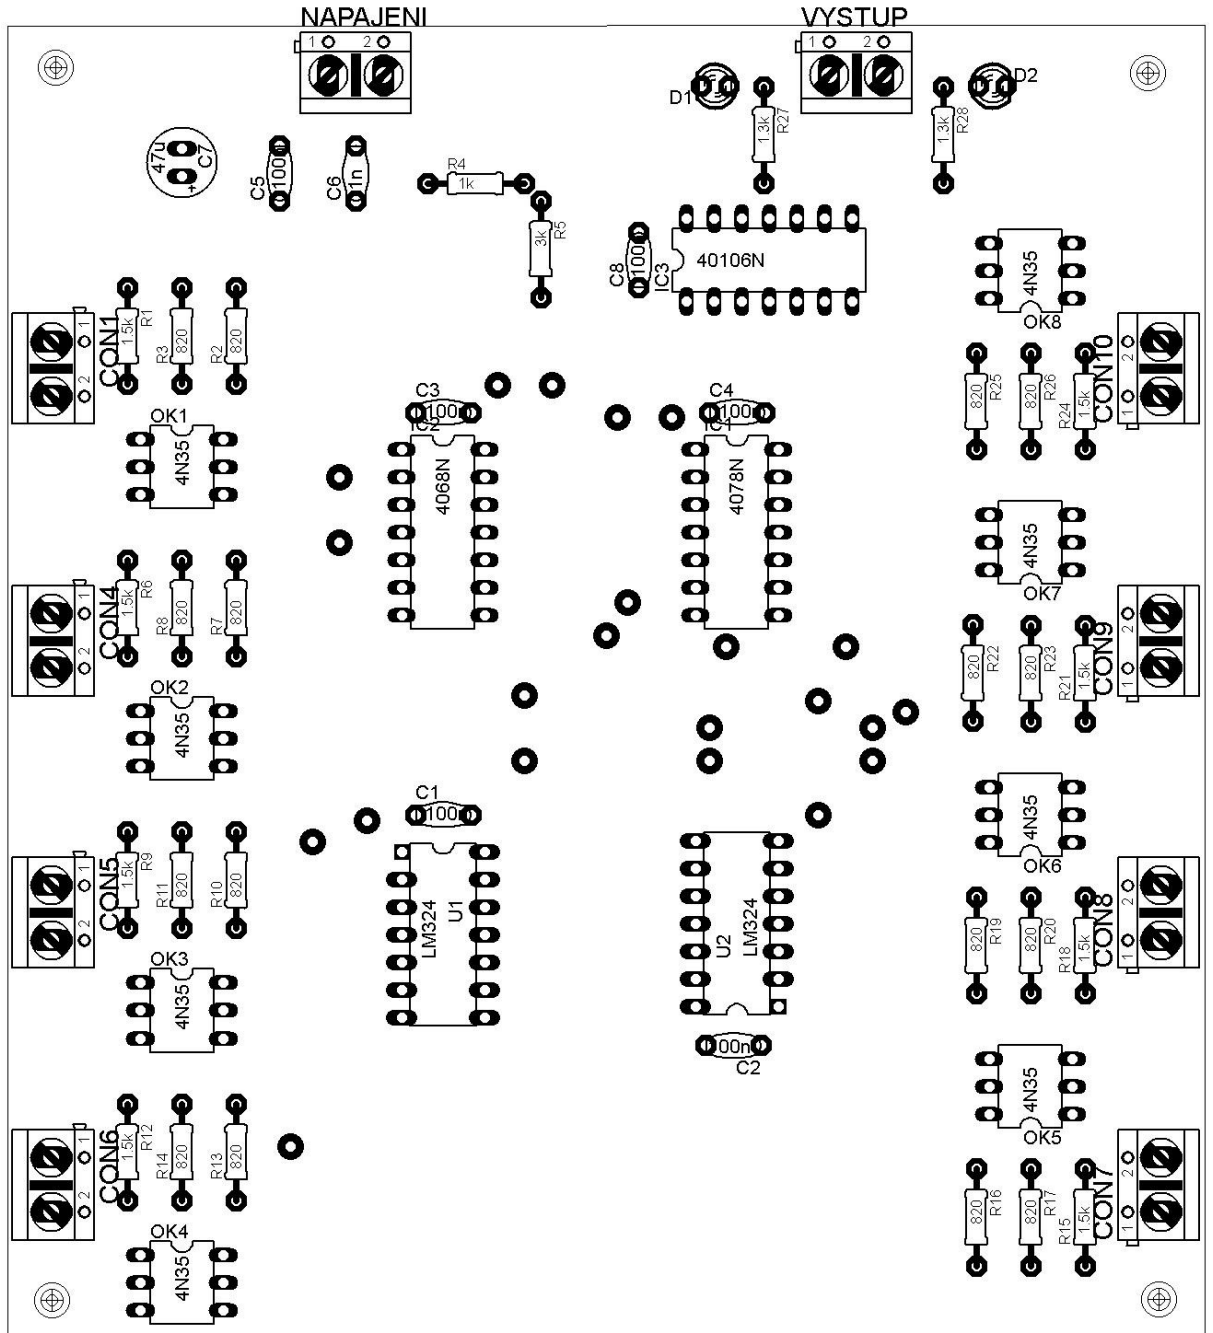 NAPAJENI
VYSTUP
1 2
1 2
D1
D2
R27
1.3k
R28
1.3k
47u
C7
+
C5
100n
C6
1n
R4
1k
R5
3k
C8
100n
IC3
40106N
4N35
OK8
CON1
1
2
1.5k
R1
R3
820
R2
820
OK1
4N35
C3
100n
IC2
4068N
C4
100n
IC1
4078N
820
R25
820
R26
R24
1.5k
CON10
2
1
4N35
OK7
CON4
1
2
1.5k
R6
R8
820
R7
820
OK2
4N35
820
R22
820
R23
R21
1.5k
CON9
2
1
4N35
OK6
CON5
1
2
1.5k
R9
R11
820
R10
820
OK3
4N35
C1
100n
LM324
U1
U2
LM324
100n
C2
820
R19
820
R20
R18
1.5k
CON8
2
1
4N35
OK5
CON6
1
2
1.5k
R12
R14
820
R13
820
OK4
4N35
820
R16
820
R17
R15
1.5k
CON7
2
1